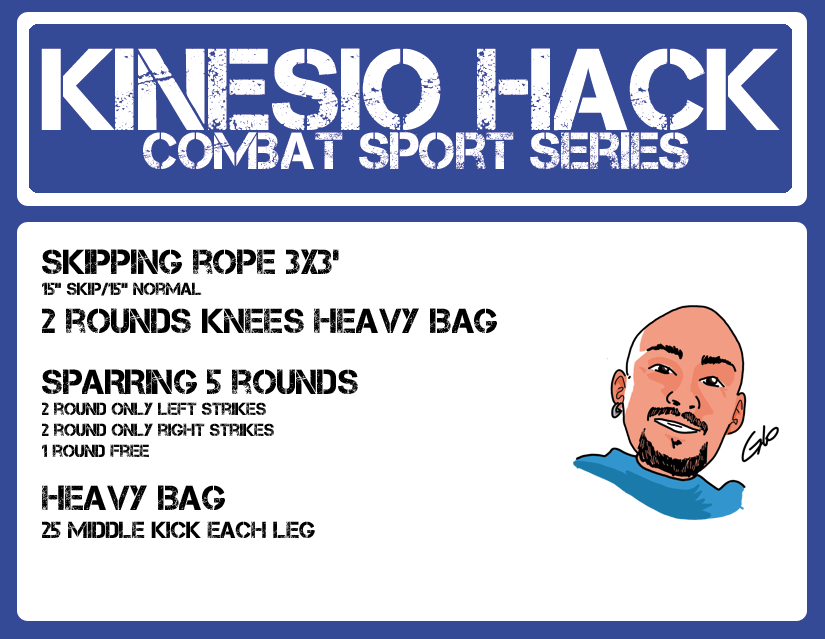 KINESIO HACK
COMBAT SPORT SERIES
SKIPPING ROPE 3X3'
15" SKIP/15" NORMAL
2 ROUNDS KNEES HEAVY BAG
SPARRING 5 ROUNDS
2 ROUND ONLY LEFT STRIKES
2 ROUND ONLY RIGHT STRIKES
1 ROUND FREE
HEAVY BAG
25 MIDDLE KICK EACH LEG